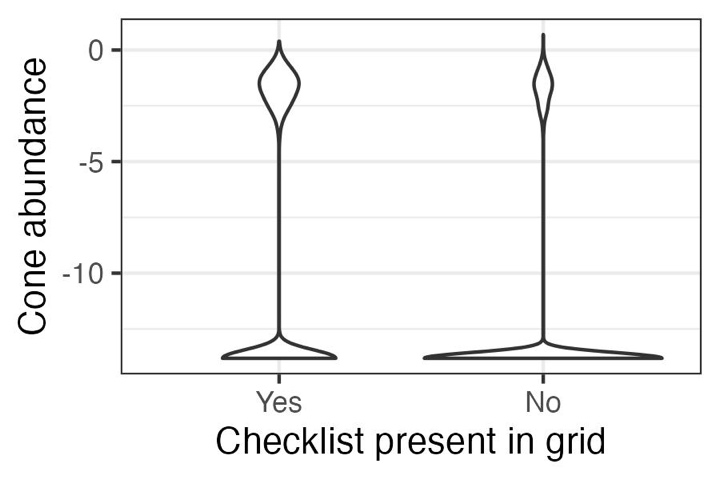 Cone abundance
0
-5
-10
Yes No
Checklist present in grid